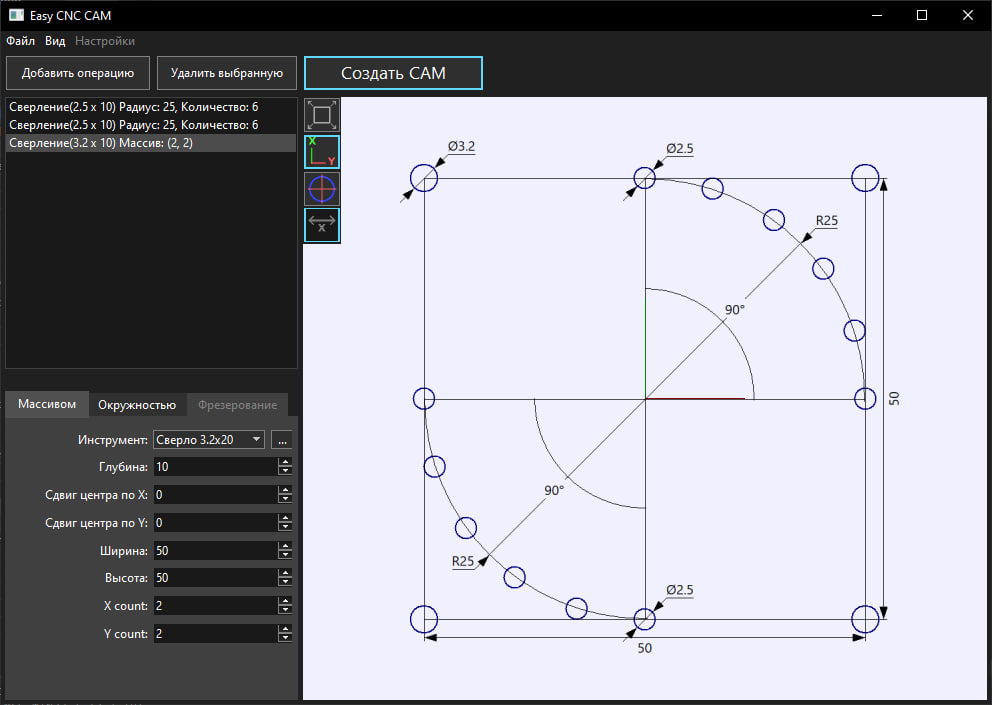 Easy CNC CAM
Файл Вид Настройки
Добавить операцию Удалить выбранную Создать CAM
Сверление(2.5 x 10) Радиус: 25, Количество: 6
Сверление(2.5 x 10) Радиус: 25, Количество: 6
Сверление(3.2 x 10) Массив: (2, 2)
X
Y
X
Ø3.2
Ø2.5
R25
90°
50
90°
R25
Ø2.5
50
Массивом Окружностью Фрезерование
Инструмент: Сверло 3.2x20 ...
Глубина: 10
Сдвиг центра по X: 0
Сдвиг центра по Y: 0
Ширина: 50
Высота: 50
X count: 2
Y count: 2